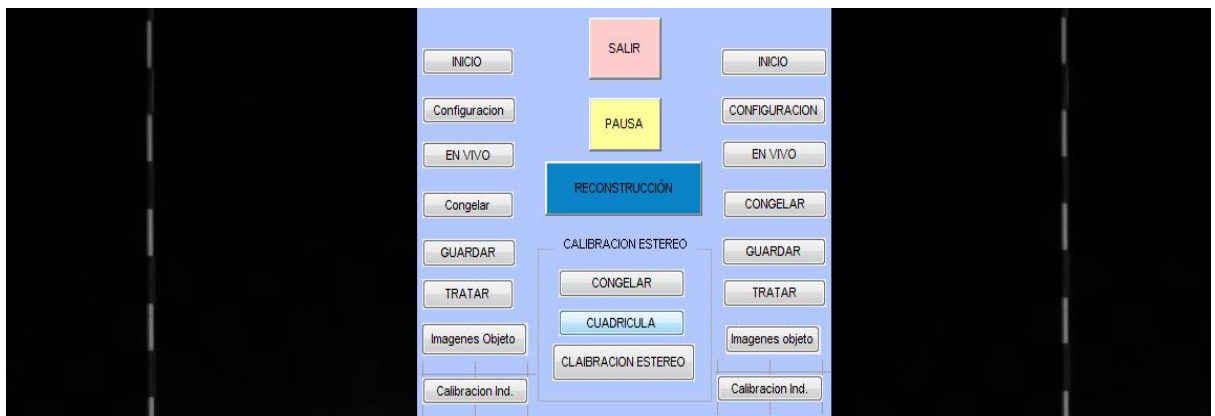 INICIO
Configuracion
EN VIVO
Congelar
GUARDAR
TRATAR
Imagenes Objeto
Calibracion Ind.
SALIR
PAUSA
RECONSTRUCCIÓN
CALIBRACION ESTEREO
CONGELAR
CUADRICULA
CLAIBRACION ESTEREO
INICIO
CONFIGURACION
EN VIVO
CONGELAR
GUARDAR
TRATAR
Imagenes objeto
Calibracion Ind.